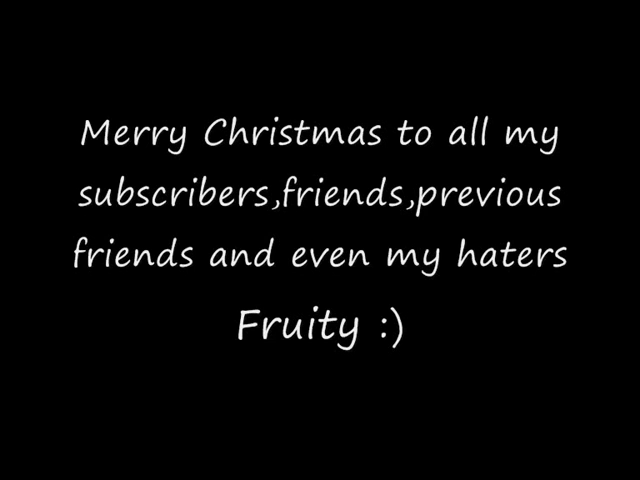 Merry Christmas to all my
subscribers,friends,previous
friends and even my haters
Fruity :)